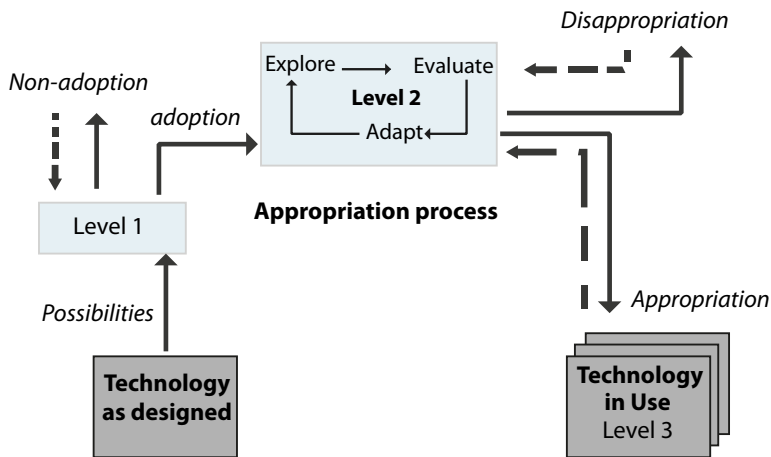 Disappropriation
Explore
Evaluate
Level 2
Adapt
Non-adoption
adoption
Appropriation process
Level 1
Possibilities
Appropriation
Technology
as designed
Technology
in Use
Level 3